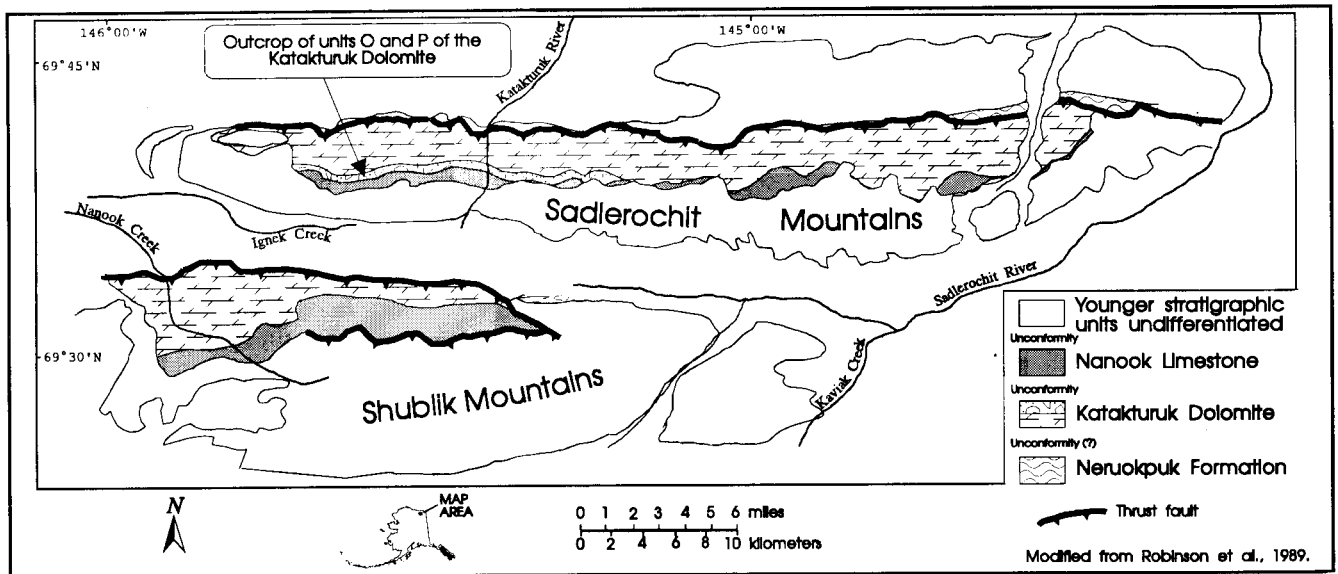 146°00'W
145°00'W
69°45'N
Outcrop of units O and P of the
Katakturuk Dolomite
Katakturuk River
Nanook Creek
Ignek Creek
Sadlerochit Mountains
Sadlerochit River
69°30'N
Shublik Mountains
Kaviak Creek
Younger stratigraphic
units undifferentiated
Unconformity
Nanook Limestone
Unconformity
Katakturuk Dolomite
Unconformity (?)
Neruokpuk Formation
Thrust fault
Modified from Robinson et al., 1989.
N
MAP
AREA
0 1 2 3 4 5 6 miles
0 2 4 6 8 10 kilometers